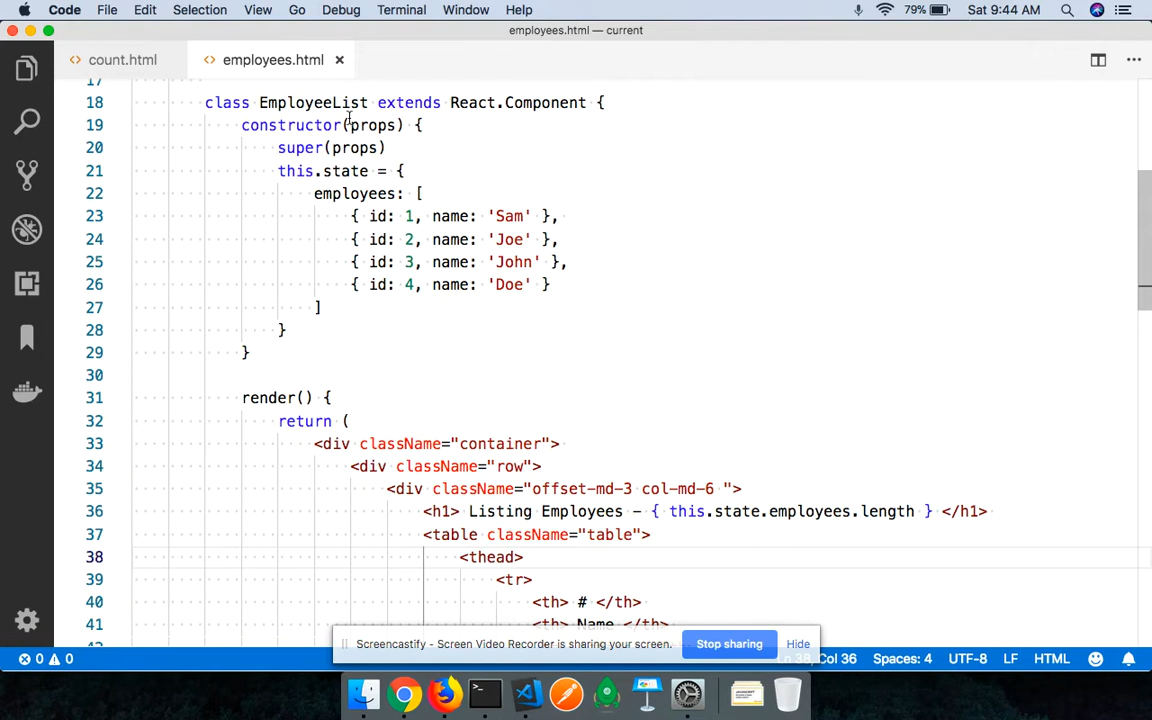 Code File Edit Selection View Go Debug Terminal Window Help 79% Sat 9:44 AM
employees.html — current
<> count.html <> employees.html ×
17
18 class EmployeeList extends React.Component {
19 constructor(props) {
20 super(props)
21 this.state = {
22 employees: [
23 { id: 1, name: 'Sam' },
24 { id: 2, name: 'Joe' },
25 { id: 3, name: 'John' },
26 { id: 4, name: 'Doe' }
27 ]
28 }
29 }
30
31 render() {
32 return (
33 <div className="container">
34 <div className="row">
35 <div className="offset-md-3 col-md-6 ">
36 <h1> Listing Employees - { this.state.employees.length } </h1>
37 <table className="table">
38 <thead>
39 <tr>
40 <th> # </th>
41 <th> Name </th>
Screencastify - Screen Video Recorder is sharing your screen. Stop sharing Hide
0 0 Ln 38, Col 36 Spaces: 4 UTF-8 LF HTML